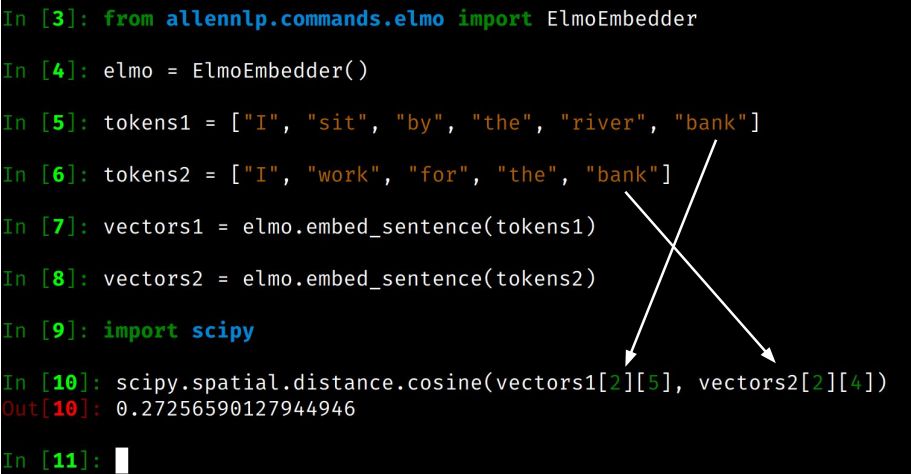 In [3]: from allennlp.commands.elmo import ElmoEmbedder
In [4]: elmo = ElmoEmbedder()
In [5]: tokens1 = ["I", "sit", "by", "the", "river", "bank"]
In [6]: tokens2 = ["I", "work", "for", "the", "bank"]
In [7]: vectors1 = elmo.embed_sentence(tokens1)
In [8]: vectors2 = elmo.embed_sentence(tokens2)
In [9]: import scipy
In [10]: scipy.spatial.distance.cosine(vectors1[2][5], vectors2[2][4])
Out[10]: 0.27256590127944946
In [11]: